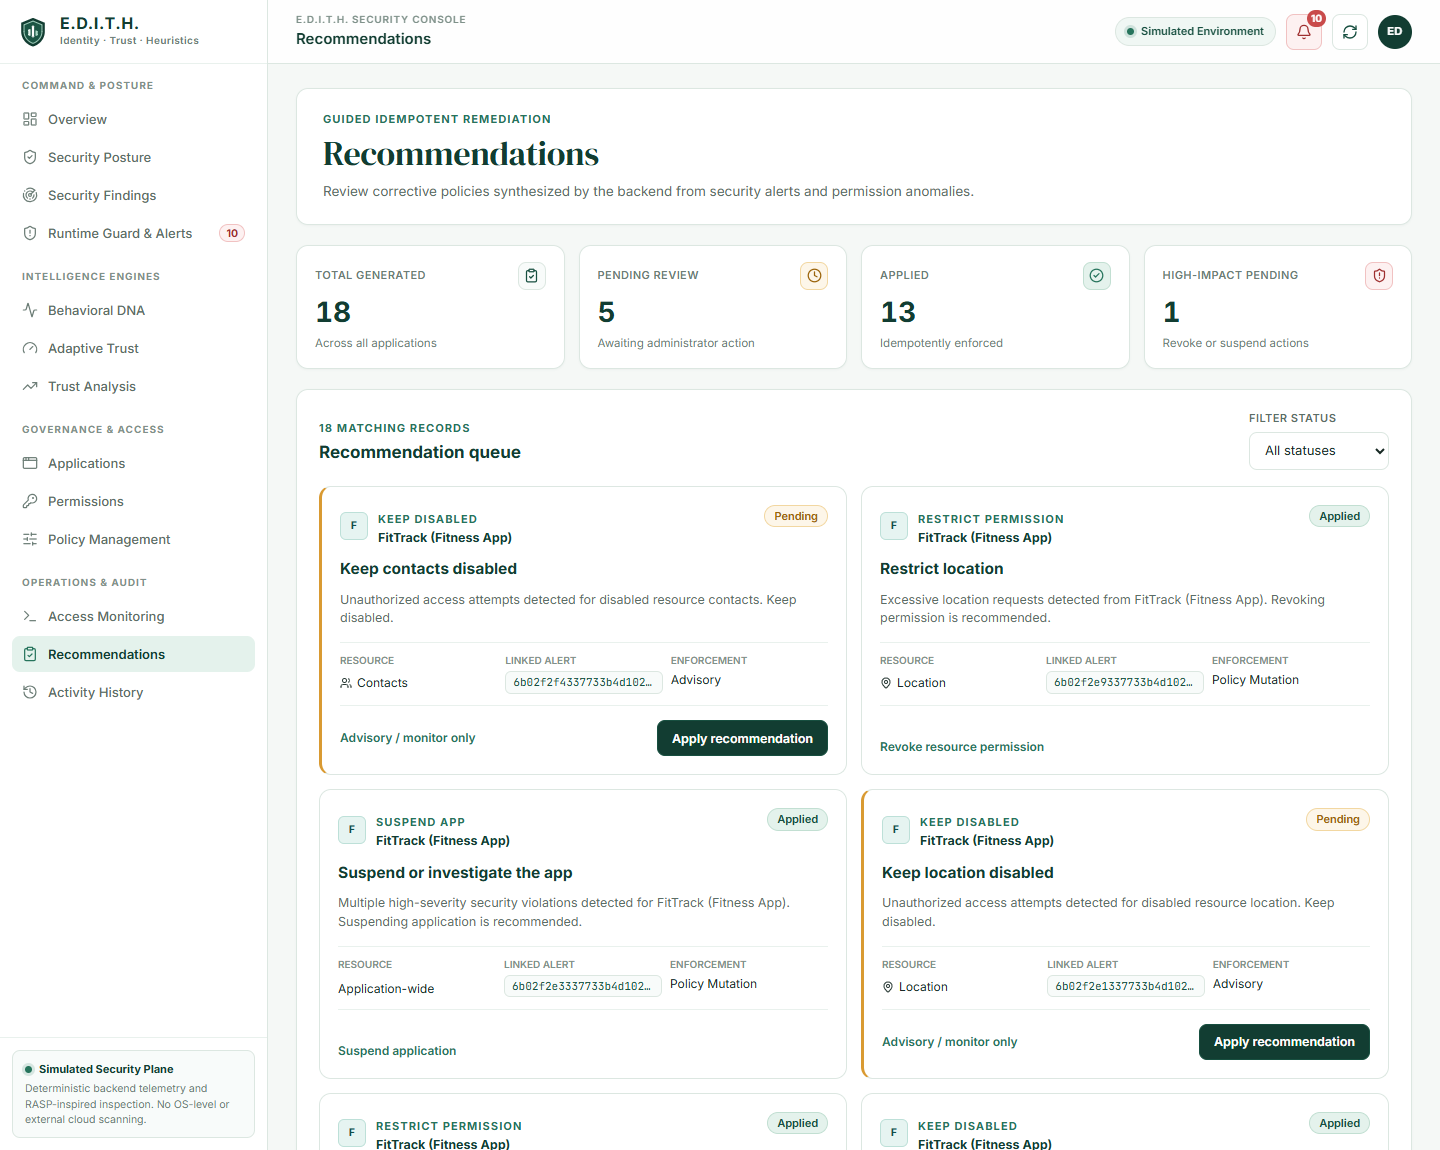 E.D.I.T.H.
Identity · Trust · Heuristics
COMMAND & POSTURE
Overview
Security Posture
Security Findings
Runtime Guard & Alerts 10
INTELLIGENCE ENGINES
Behavioral DNA
Adaptive Trust
Trust Analysis
GOVERNANCE & ACCESS
Applications
Permissions
Policy Management
OPERATIONS & AUDIT
Access Monitoring
Recommendations
Activity History
Simulated Security Plane
Deterministic backend telemetry and
RASP-inspired inspection. No OS-level or
external cloud scanning.
E.D.I.T.H. SECURITY CONSOLE
Recommendations
Simulated Environment
10
ED
GUIDED IDEMPOTENT REMEDIATION
Recommendations
Review corrective policies synthesized by the backend from security alerts and permission anomalies.
TOTAL GENERATED
18
Across all applications
PENDING REVIEW
5
Awaiting administrator action
APPLIED
13
Idempotently enforced
HIGH-IMPACT PENDING
1
Revoke or suspend actions
18 MATCHING RECORDS
Recommendation queue
FILTER STATUS
All statuses
F
KEEP DISABLED
FitTrack (Fitness App)
Pending
Keep contacts disabled
Unauthorized access attempts detected for disabled resource contacts. Keep
disabled.
RESOURCE LINKED ALERT ENFORCEMENT
Contacts 6b02f2f4337733b4d102… Advisory
Advisory / monitor only
Apply recommendation
F
RESTRICT PERMISSION
FitTrack (Fitness App)
Applied
Restrict location
Excessive location requests detected from FitTrack (Fitness App). Revoking
permission is recommended.
RESOURCE LINKED ALERT ENFORCEMENT
Location 6b02f2e9337733b4d102… Policy Mutation
Revoke resource permission
F
SUSPEND APP
FitTrack (Fitness App)
Applied
Suspend or investigate the app
Multiple high-severity security violations detected for FitTrack (Fitness App).
Suspending application is recommended.
RESOURCE LINKED ALERT ENFORCEMENT
Application-wide 6b02f2e3337733b4d102… Policy Mutation
Suspend application
F
KEEP DISABLED
FitTrack (Fitness App)
Pending
Keep location disabled
Unauthorized access attempts detected for disabled resource location. Keep
disabled.
RESOURCE LINKED ALERT ENFORCEMENT
Location 6b02f2e1337733b4d102… Advisory
Advisory / monitor only
Apply recommendation
F
RESTRICT PERMISSION
FitTrack (Fitness App)
Applied
F
KEEP DISABLED
FitTrack (Fitness App)
Applied